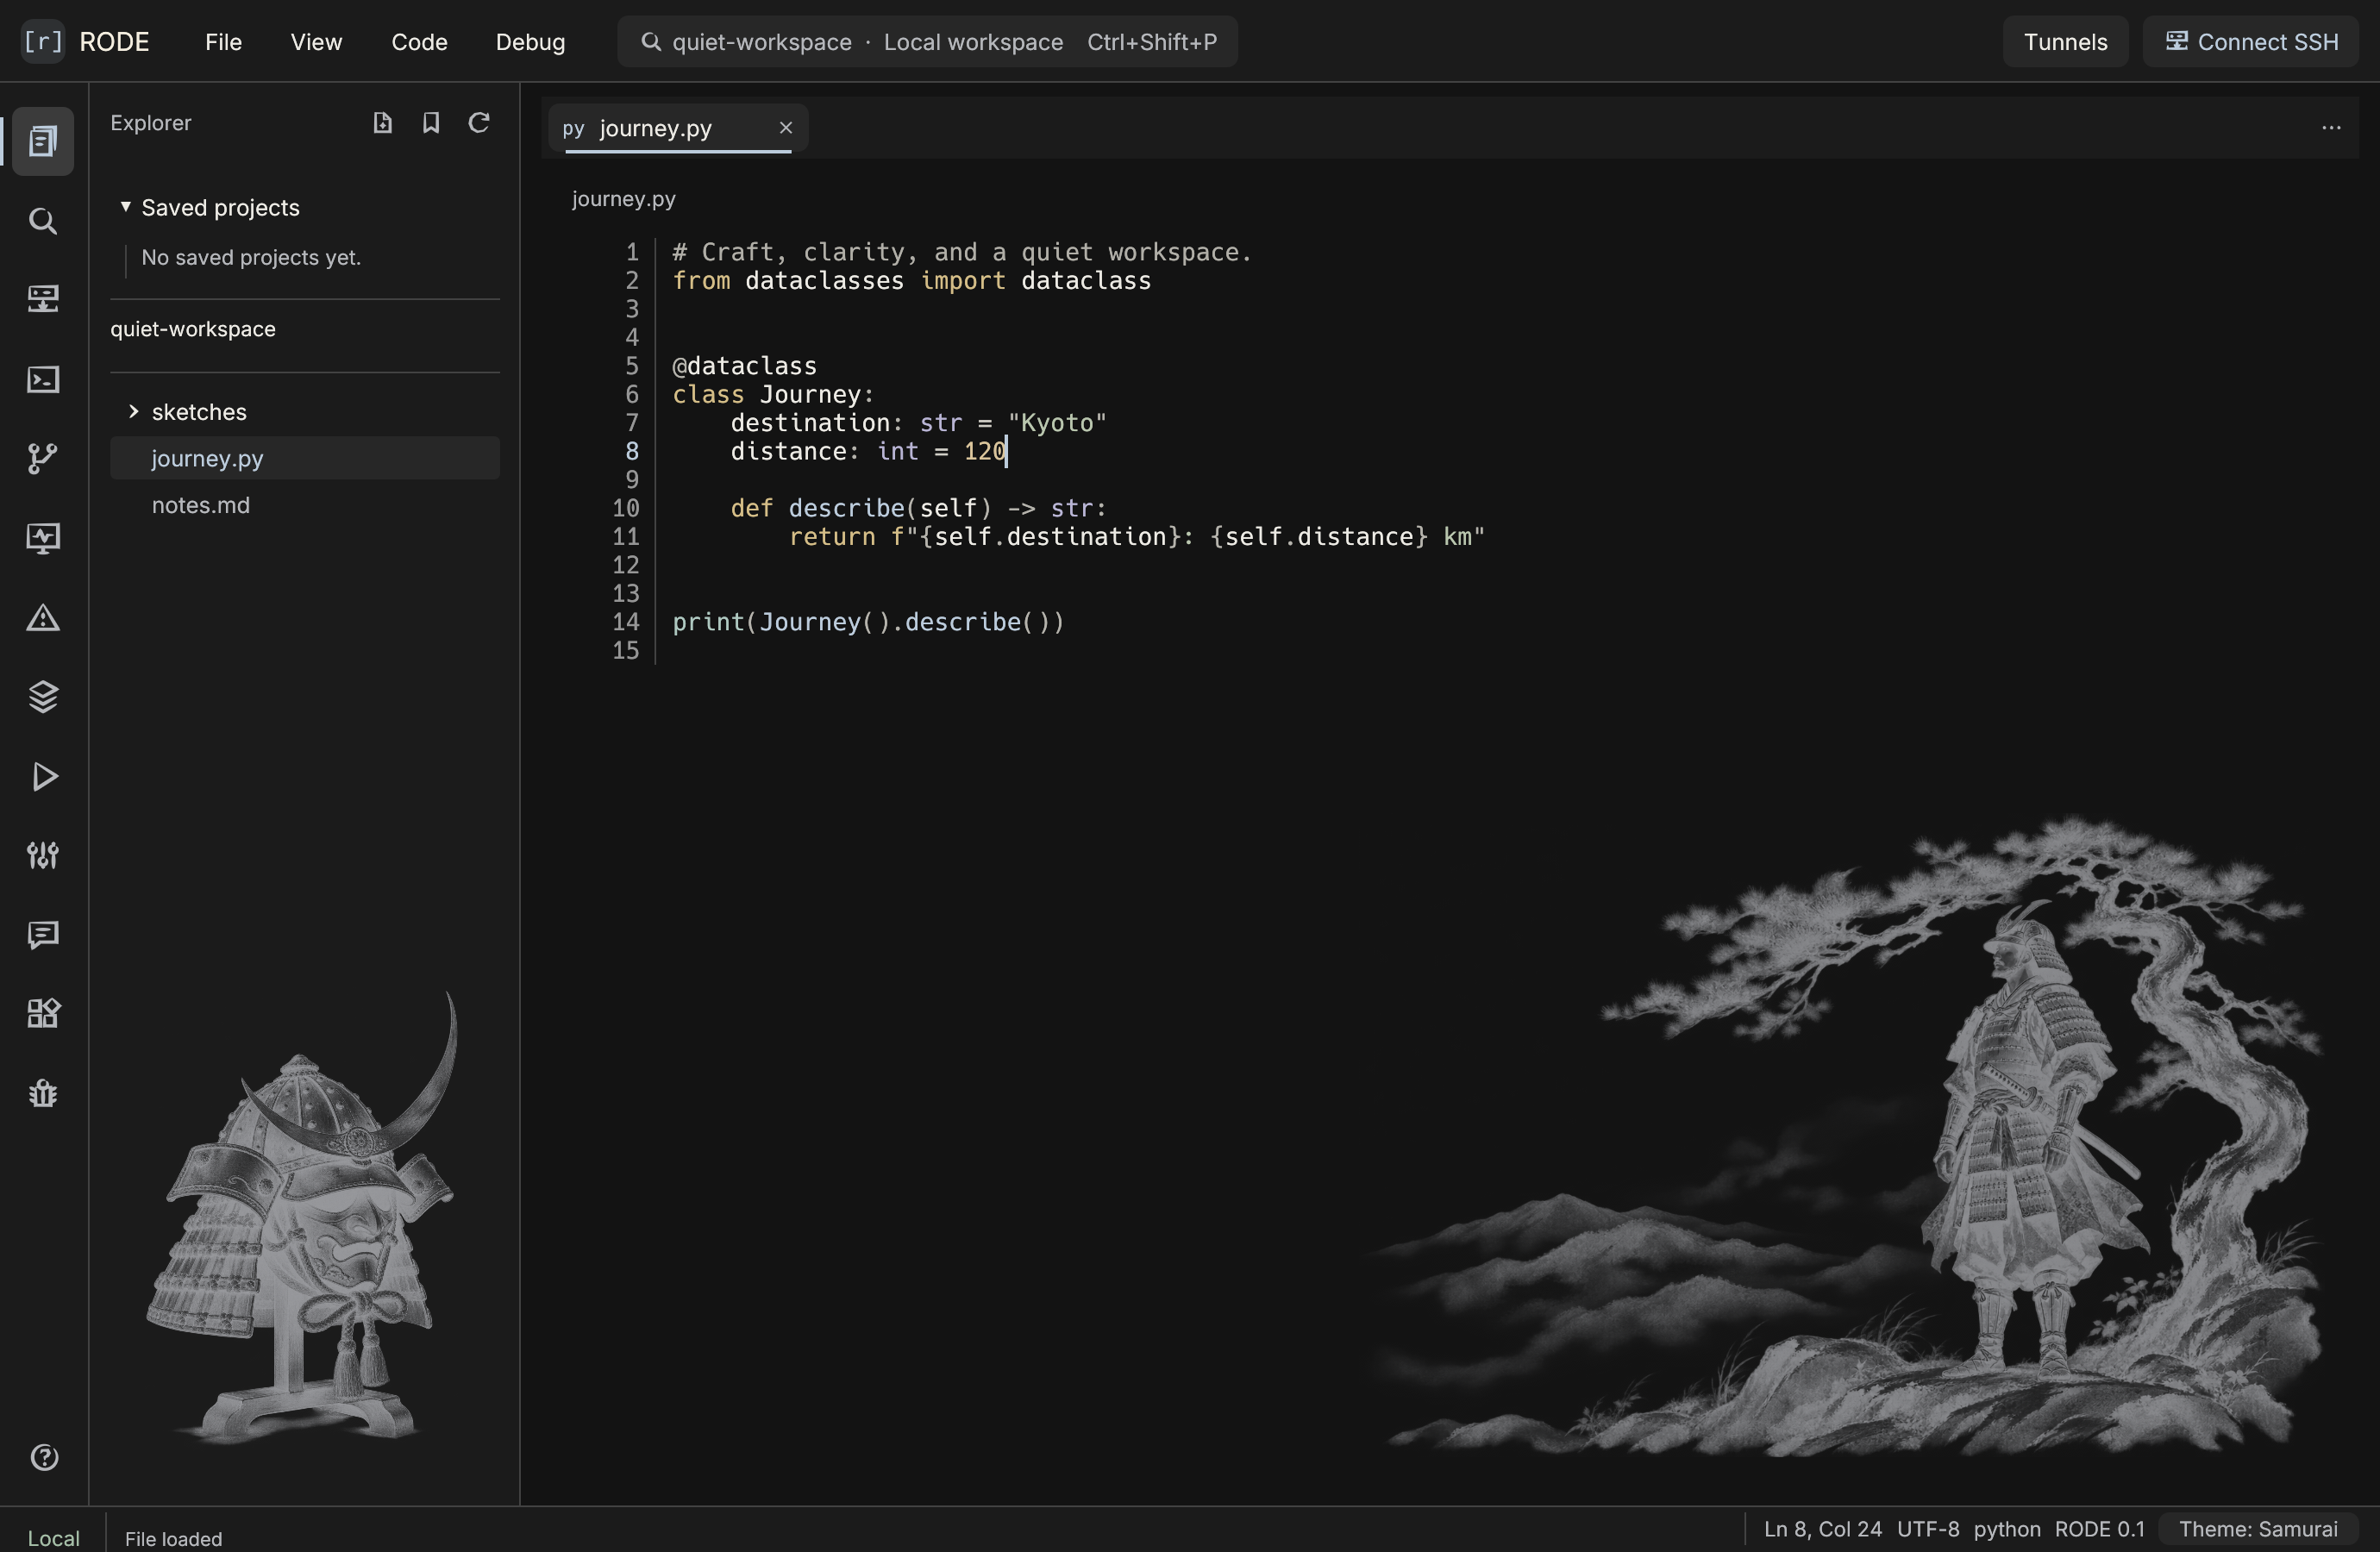 [r] RODE File View Code Debug quiet-workspace · Local workspace Ctrl+Shift+P Tunnels Connect SSH
Explorer
Saved projects
No saved projects yet.
quiet-workspace
sketches
journey.py
notes.md
py journey.py ×
journey.py
1 # Craft, clarity, and a quiet workspace.
2 from dataclasses import dataclass
3
4
5 @dataclass
6 class Journey:
7     destination: str = "Kyoto"
8     distance: int = 120
9
10     def describe(self) -> str:
11         return f"{self.destination}: {self.distance} km"
12
13
14 print(Journey().describe())
15
Local File loaded Ln 8, Col 24 UTF-8 python RODE 0.1 Theme: Samurai